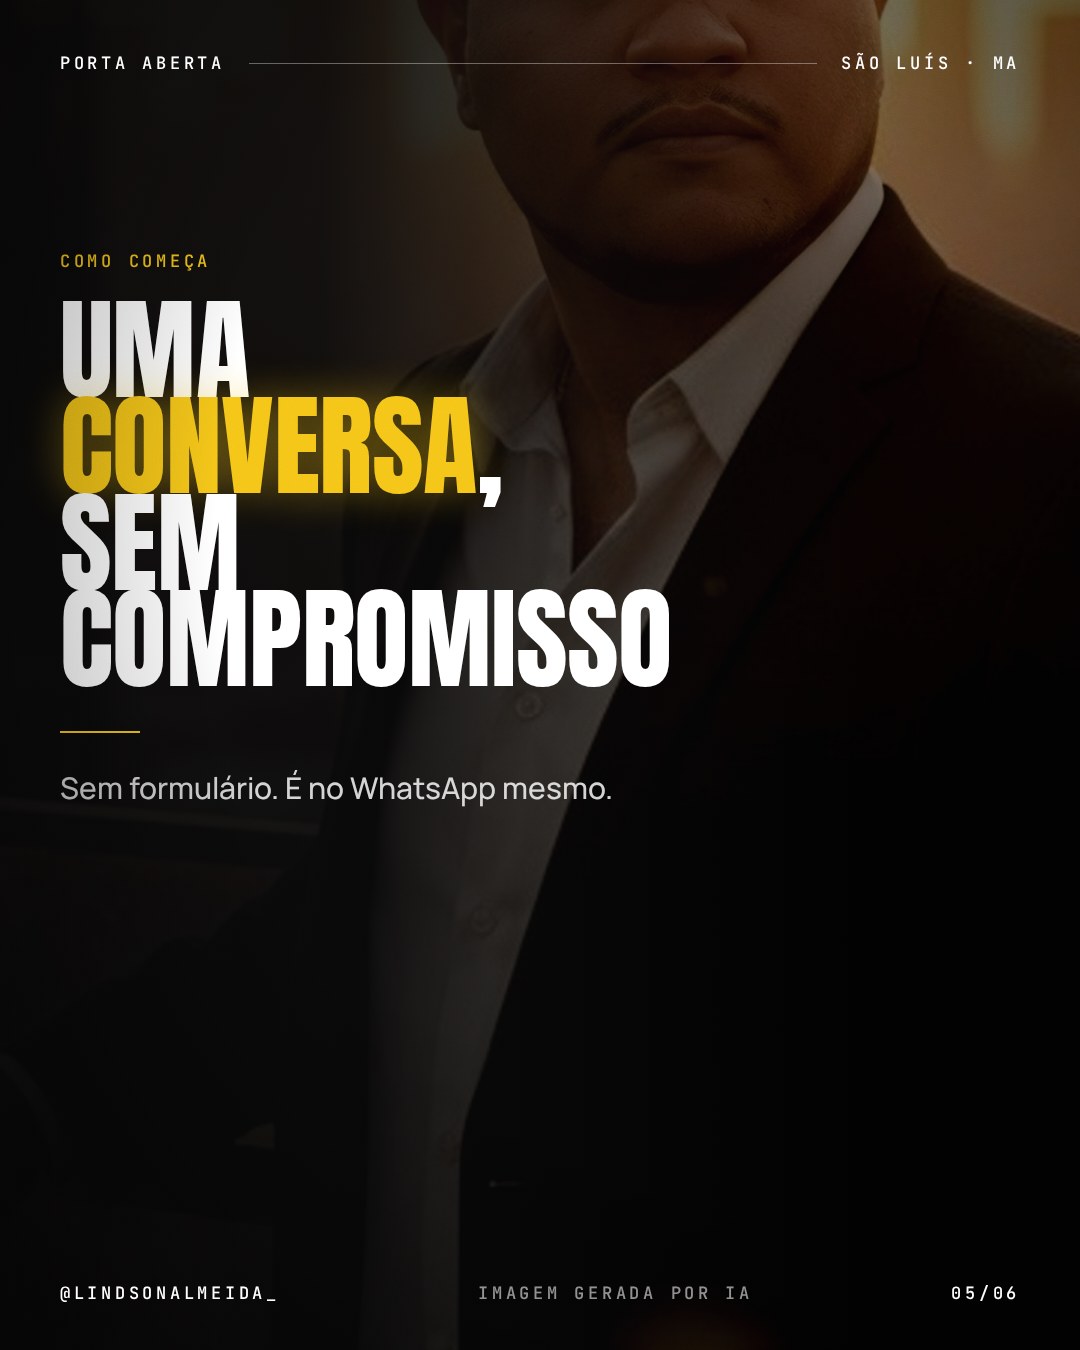 PORTA ABERTA
SÃO LUÍS · MA
COMO COMEÇA
UMA
CONVERSA,
SEM
COMPROMISSO
Sem formulário. É no WhatsApp mesmo.
@LINDSONALMEIDA_
IMAGEM GERADA POR IA
05/06